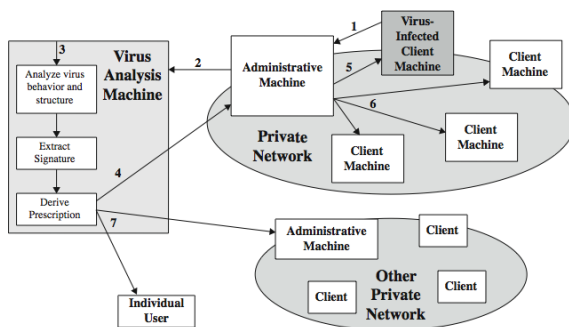 3
Virus
Analysis
Machine
Analyze virus
behavior and
structure
Extract
Signature
Derive
Prescription
2
4
7
1
Administrative
Machine
5
Virus-
Infected
Client
Machine
6
Client
Machine
Client
Machine
Client
Machine
Private
Network
Administrative
Machine
Client
Client
Client
Other
Private
Network
Individual
User